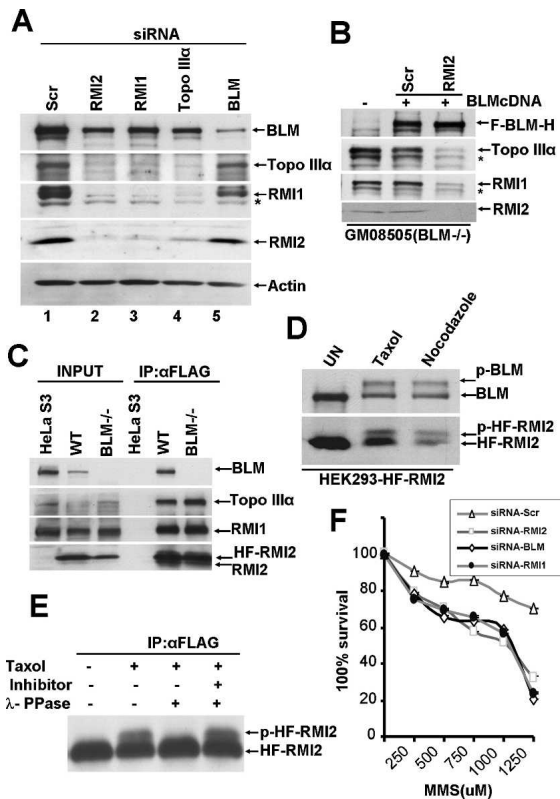 A
siRNA
Scr
RMI2
RMI1
Topo IIIα
BLM
BLM
Topo IIIα
RMI1
*
RMI2
Actin
1 2 3 4 5
B
Scr
RMI2
- + + BLMcDNA
F-BLM-H
Topo IIIα
*
RMI1
*
RMI2
GM08505(BLM-/-)
C
INPUT IP:αFLAG
HeLa S3
WT
BLM-/-
HeLa S3
WT
BLM-/-
BLM
Topo IIIα
RMI1
HF-RMI2
RMI2
D
UN
Taxol
Nocodazole
p-BLM
BLM
p-HF-RMI2
HF-RMI2
HEK293-HF-RMI2
E
IP:αFLAG
Taxol - + + +
Inhibitor - - - +
λ- PPase - - + +
p-HF-RMI2
HF-RMI2
F
siRNA-Scr
siRNA-RMI2
siRNA-BLM
siRNA-RMI1
100% survival
120
100
80
60
40
20
0
250
500
750
1000
1250
MMS(uM)